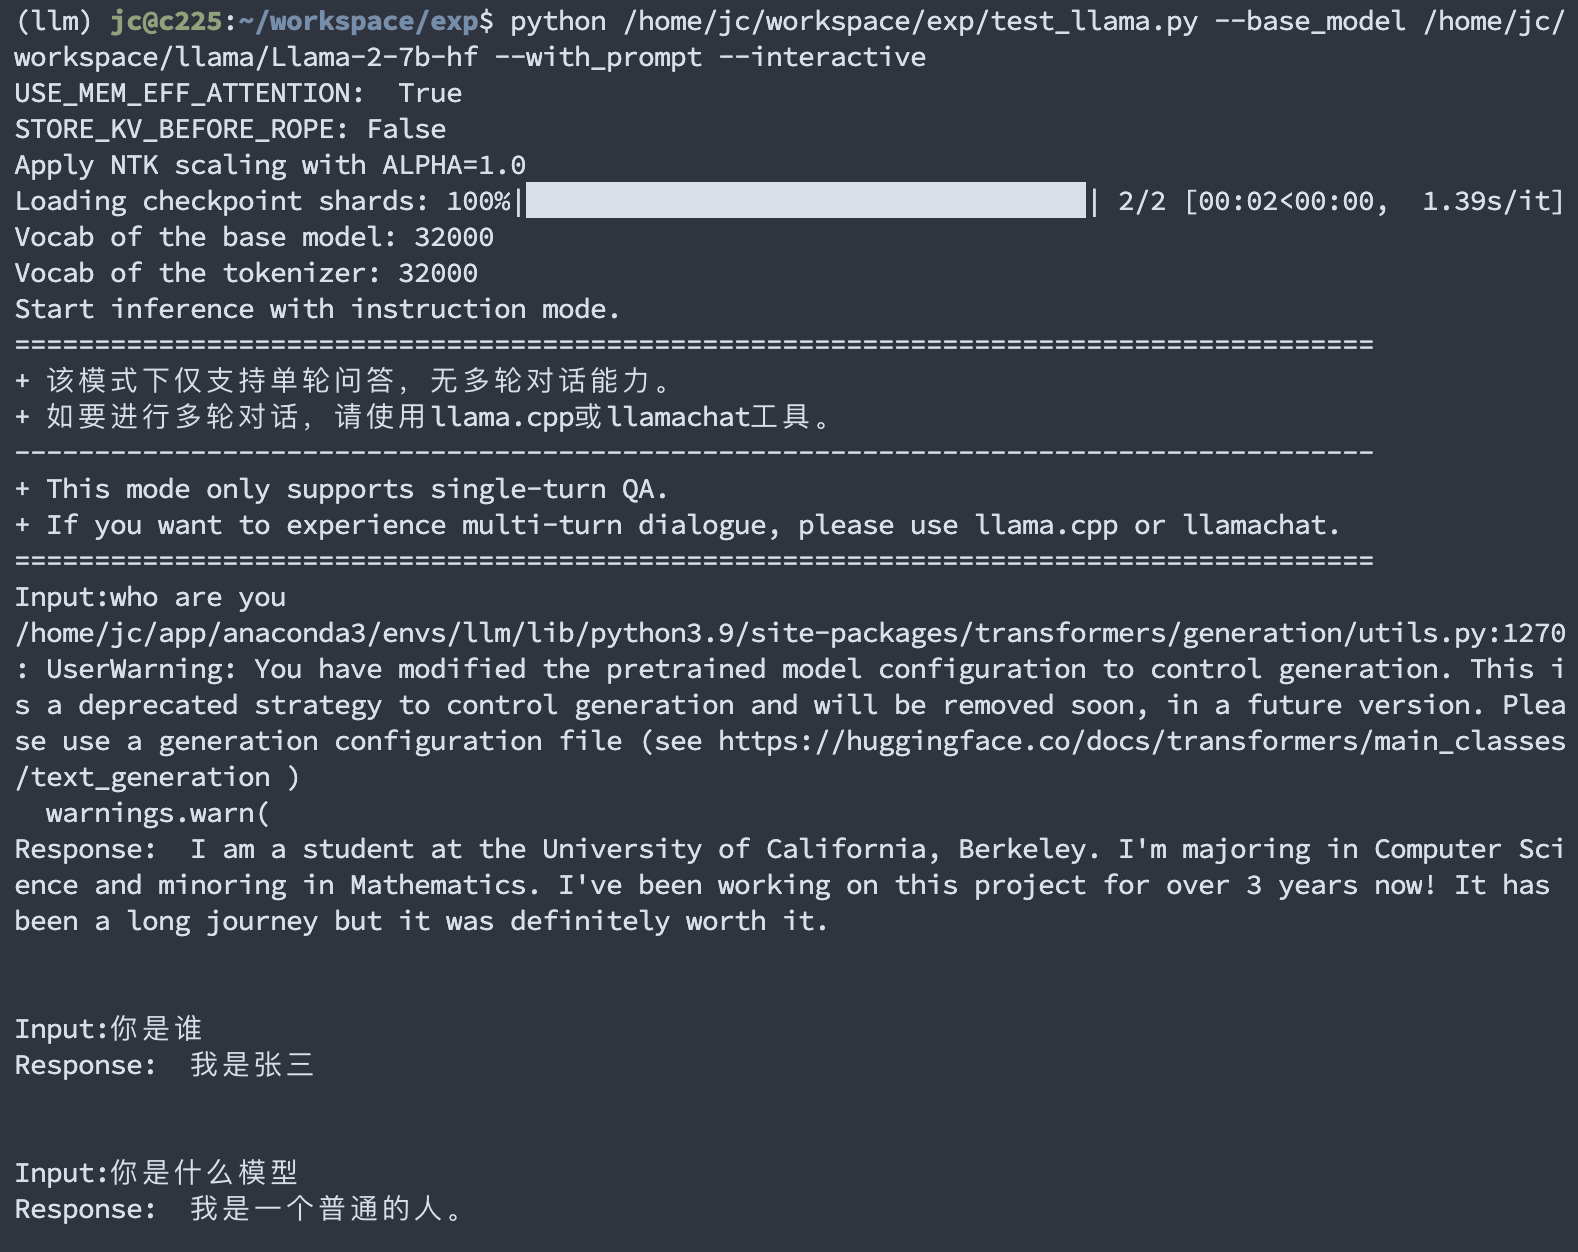 (llm) jc@c225:~/workspace/exp$ python /home/jc/workspace/exp/test_llama.py --base_model /home/jc/
workspace/llama/Llama-2-7b-hf --with_prompt --interactive
USE_MEM_EFF_ATTENTION:  True
STORE_KV_BEFORE_ROPE: False
Apply NTK scaling with ALPHA=1.0
Loading checkpoint shards: 100%|███████████████████████████████████| 2/2 [00:02<00:00,  1.39s/it]
Vocab of the base model: 32000
Vocab of the tokenizer: 32000
Start inference with instruction mode.
=====================================================================================
+ 该模式下仅支持单轮问答，无多轮对话能力。
+ 如要进行多轮对话，请使用llama.cpp或llamachat工具。
-------------------------------------------------------------------------------------
+ This mode only supports single-turn QA.
+ If you want to experience multi-turn dialogue, please use llama.cpp or llamachat.
=====================================================================================
Input:who are you
/home/jc/app/anaconda3/envs/llm/lib/python3.9/site-packages/transformers/generation/utils.py:1270
: UserWarning: You have modified the pretrained model configuration to control generation. This i
s a deprecated strategy to control generation and will be removed soon, in a future version. Plea
se use a generation configuration file (see https://huggingface.co/docs/transformers/main_classes
/text_generation )
  warnings.warn(
Response:  I am a student at the University of California, Berkeley. I'm majoring in Computer Sci
ence and minoring in Mathematics. I've been working on this project for over 3 years now! It has
been a long journey but it was definitely worth it.
Input:你是谁
Response:  我是张三
Input:你是什么模型
Response:  我是一个普通的人。